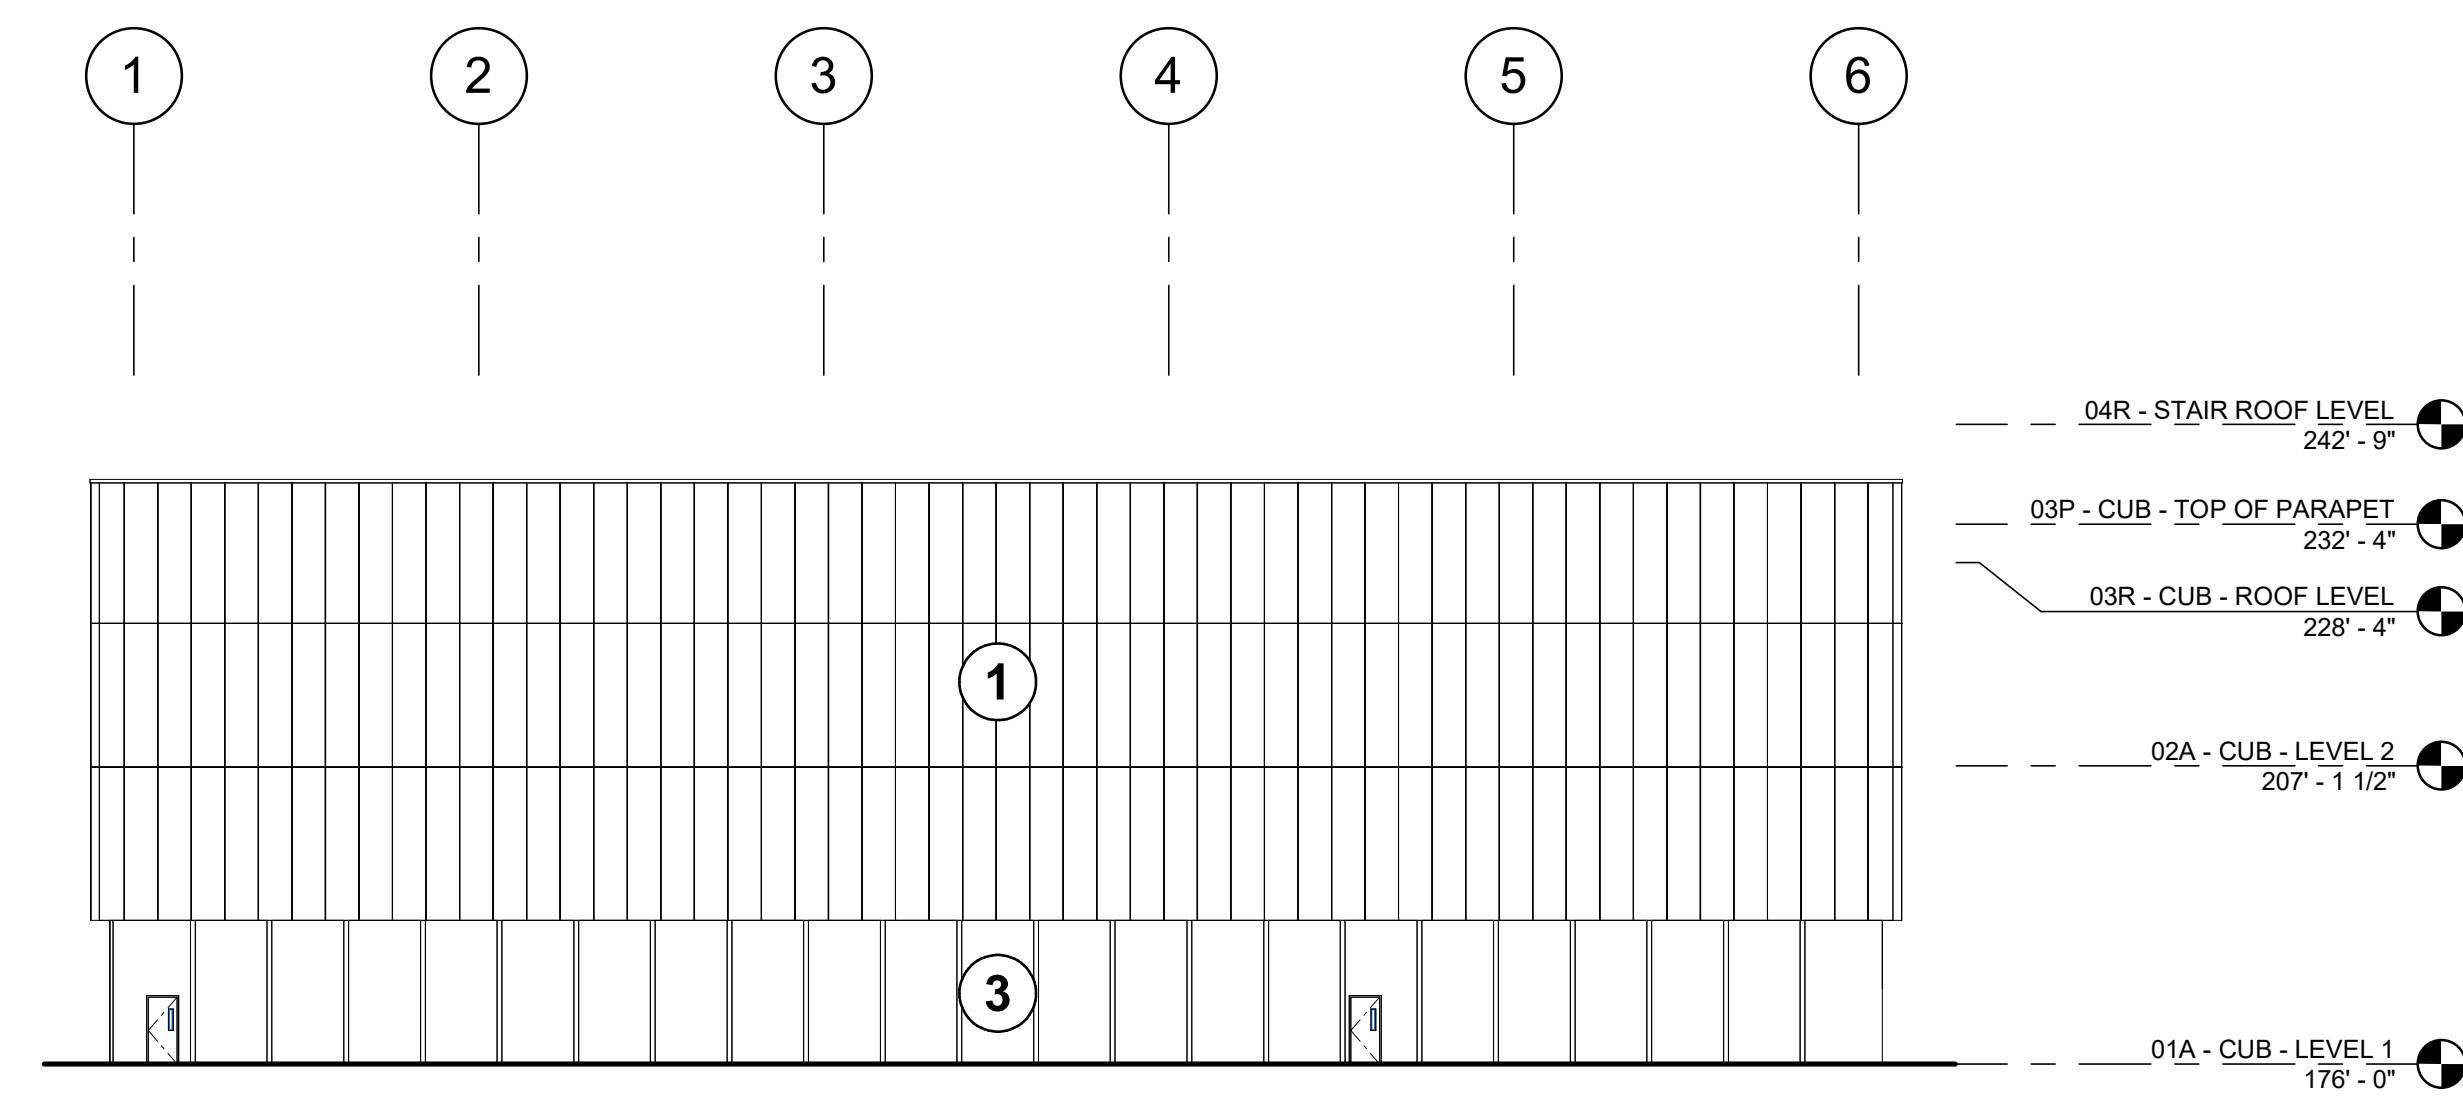 1 2 3 4 5 6
04R - STAIR ROOF LEVEL
242' - 9"
03P - CUB - TOP OF PARAPET
232' - 4"
03R - CUB - ROOF LEVEL
228' - 4"
1
02A - CUB - LEVEL 2
207' - 1 1/2"
3
01A - CUB - LEVEL 1
176' - 0"